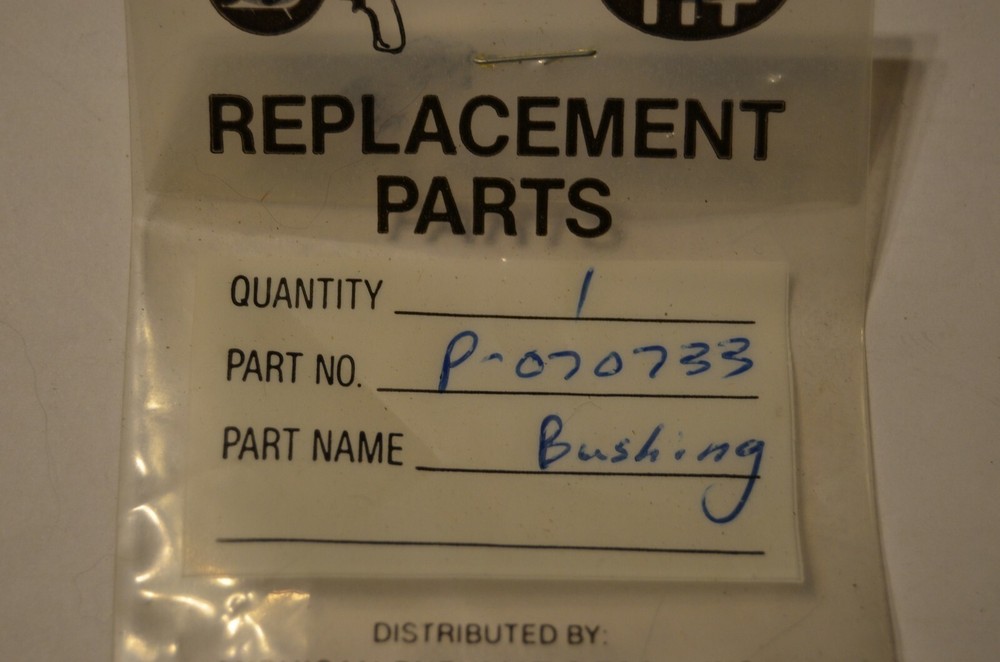 REPLACEMENT
PARTS
QUANTITY 1
PART NO. P-070733
PART NAME Bushing
DISTRIBUTED BY: